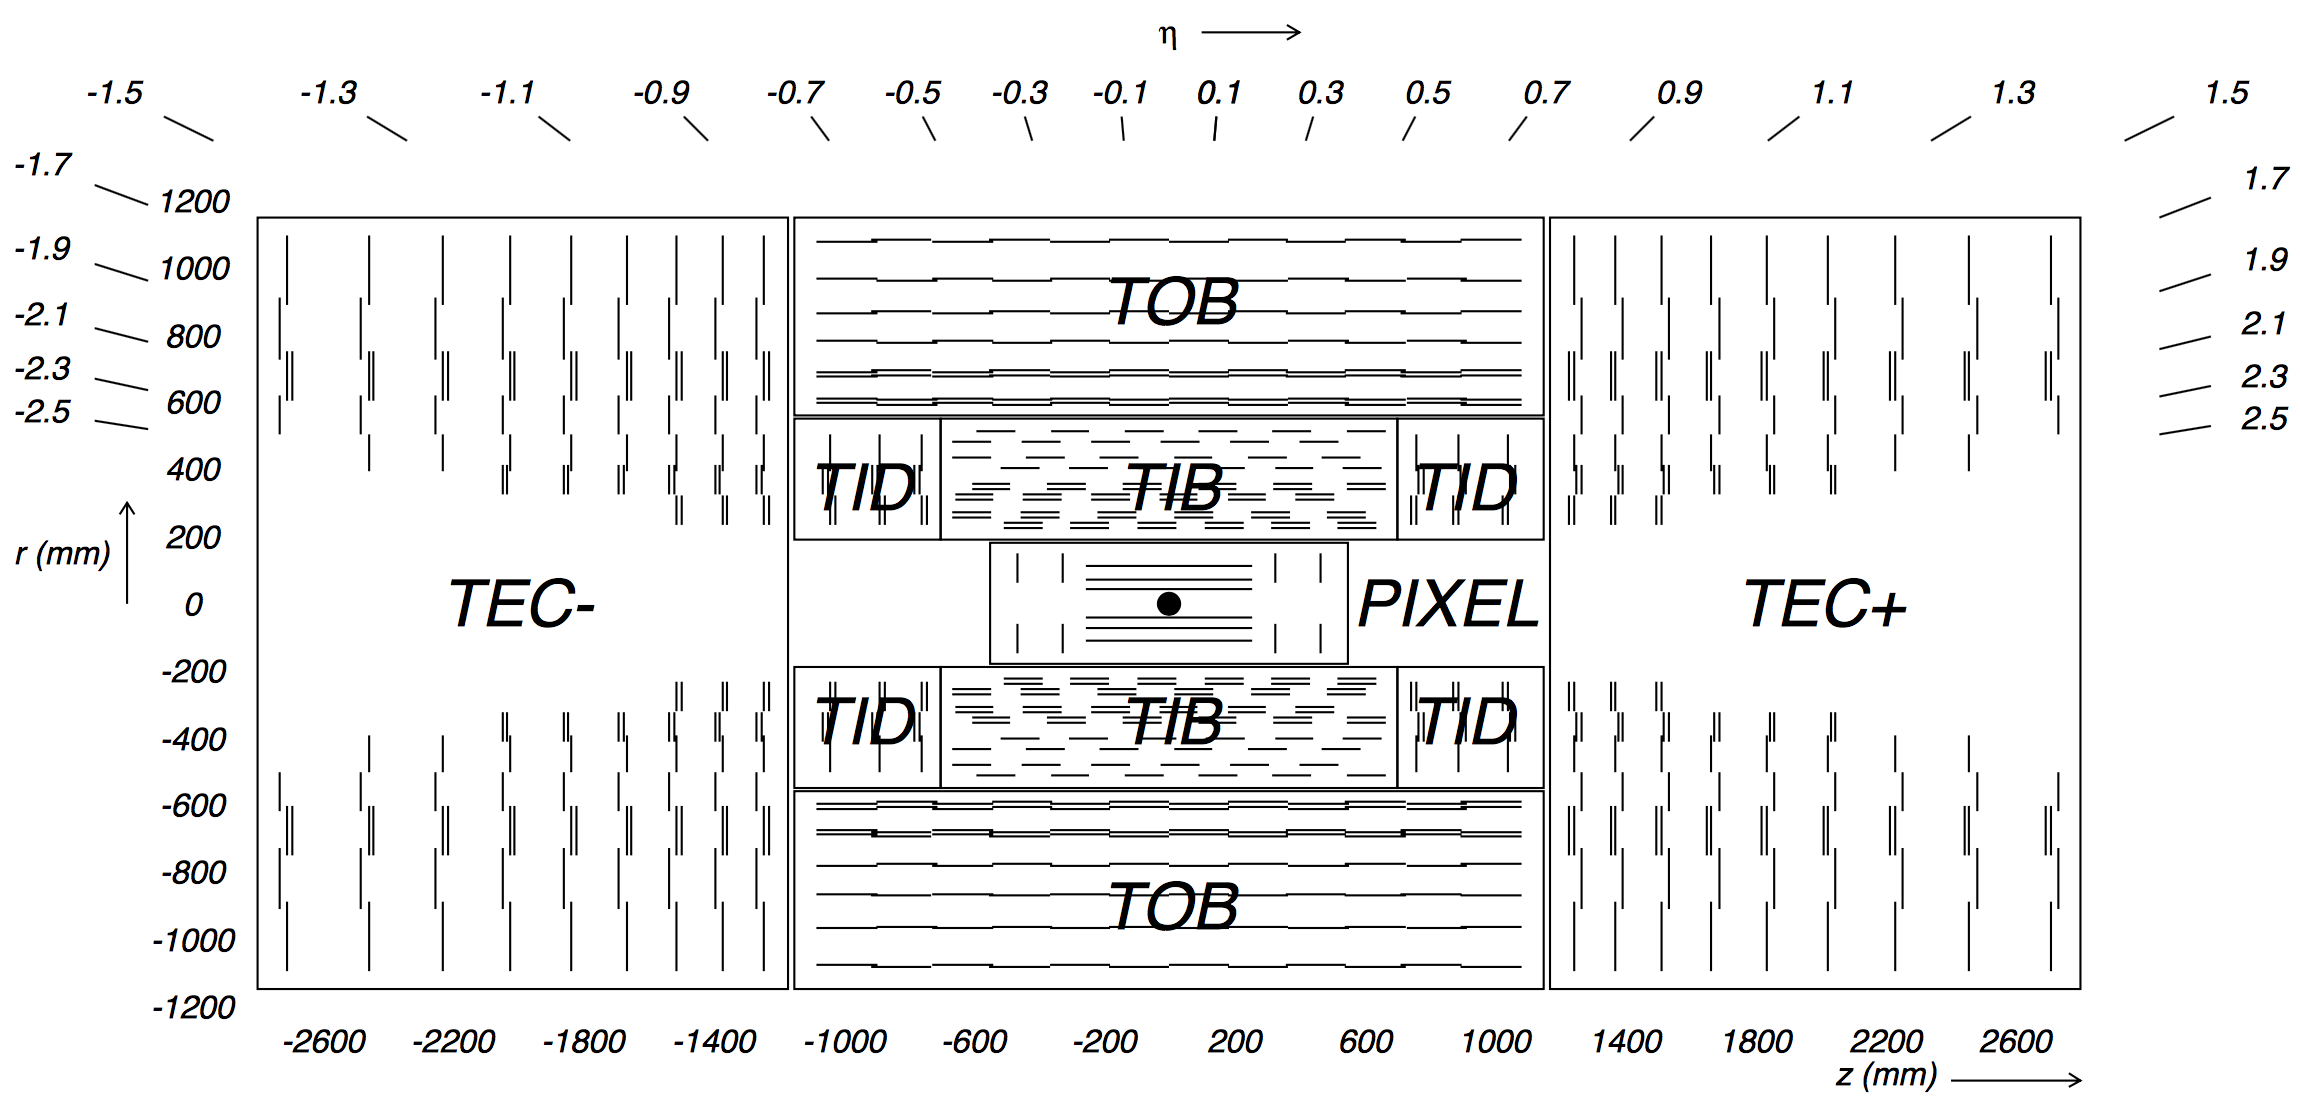 η
-1.5 -1.3 -1.1 -0.9 -0.7 -0.5 -0.3 -0.1 0.1 0.3 0.5 0.7 0.9 1.1 1.3 1.5
-1.7 1.7
1200
-1.9 1.9
1000
-2.1 2.1
800
-2.3 2.3
600
-2.5 2.5
TOB
400
TID TIB TID
200
r (mm)
0
TEC- PIXEL TEC+
-200
-400
TID TIB TID
-600
-800
TOB
-1000
-1200
-2600 -2200 -1800 -1400 -1000 -600 -200 200 600 1000 1400 1800 2200 2600
z (mm)